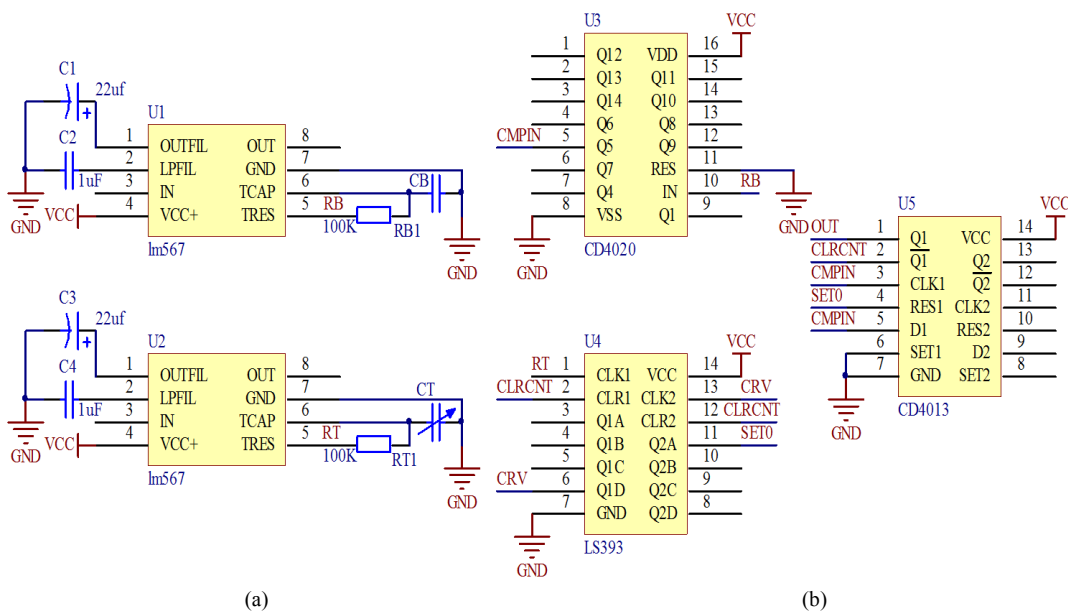 C1
22uf
C2
1uF
GND
VCC
U1
1 OUTFIL OUT 8
2 LPFIL GND 7
3 IN TCAP 6
4 VCC+ TRES 5
lm567
RB
100K
RB1
CB
GND
C3
22uf
C4
1uF
GND
VCC
U2
1 OUTFIL OUT 8
2 LPFIL GND 7
3 IN TCAP 6
4 VCC+ TRES 5
lm567
RT
100K
RT1
CT
GND
(a)
U3
VCC
1 Q12 VDD 16
2 Q13 Q11 15
3 Q14 Q10 14
4 Q6 Q8 13
CMPIN 5 Q5 Q9 12
6 Q7 RES 11
7 Q4 IN 10 RB
8 VSS Q1 9
GND
CD4020
GND
U4
VCC
RT 1 CLK1 VCC 14
CLRCNT 2 CLR1 CLK2 13 CRV
3 Q1A CLR2 12 CLRCNT
4 Q1B Q2A 11 SET0
5 Q1C Q2B 10
CRV 6 Q1D Q2C 9
7 GND Q2D 8
GND
LS393
U5
VCC
OUT 1 Q1 VCC 14
CLRCNT 2 Q1 Q2 13
CMPIN 3 CLK1 Q2 12
SET0 4 RES1 CLK2 11
CMPIN 5 D1 RES2 10
6 SET1 D2 9
7 GND SET2 8
GND
CD4013
(b)